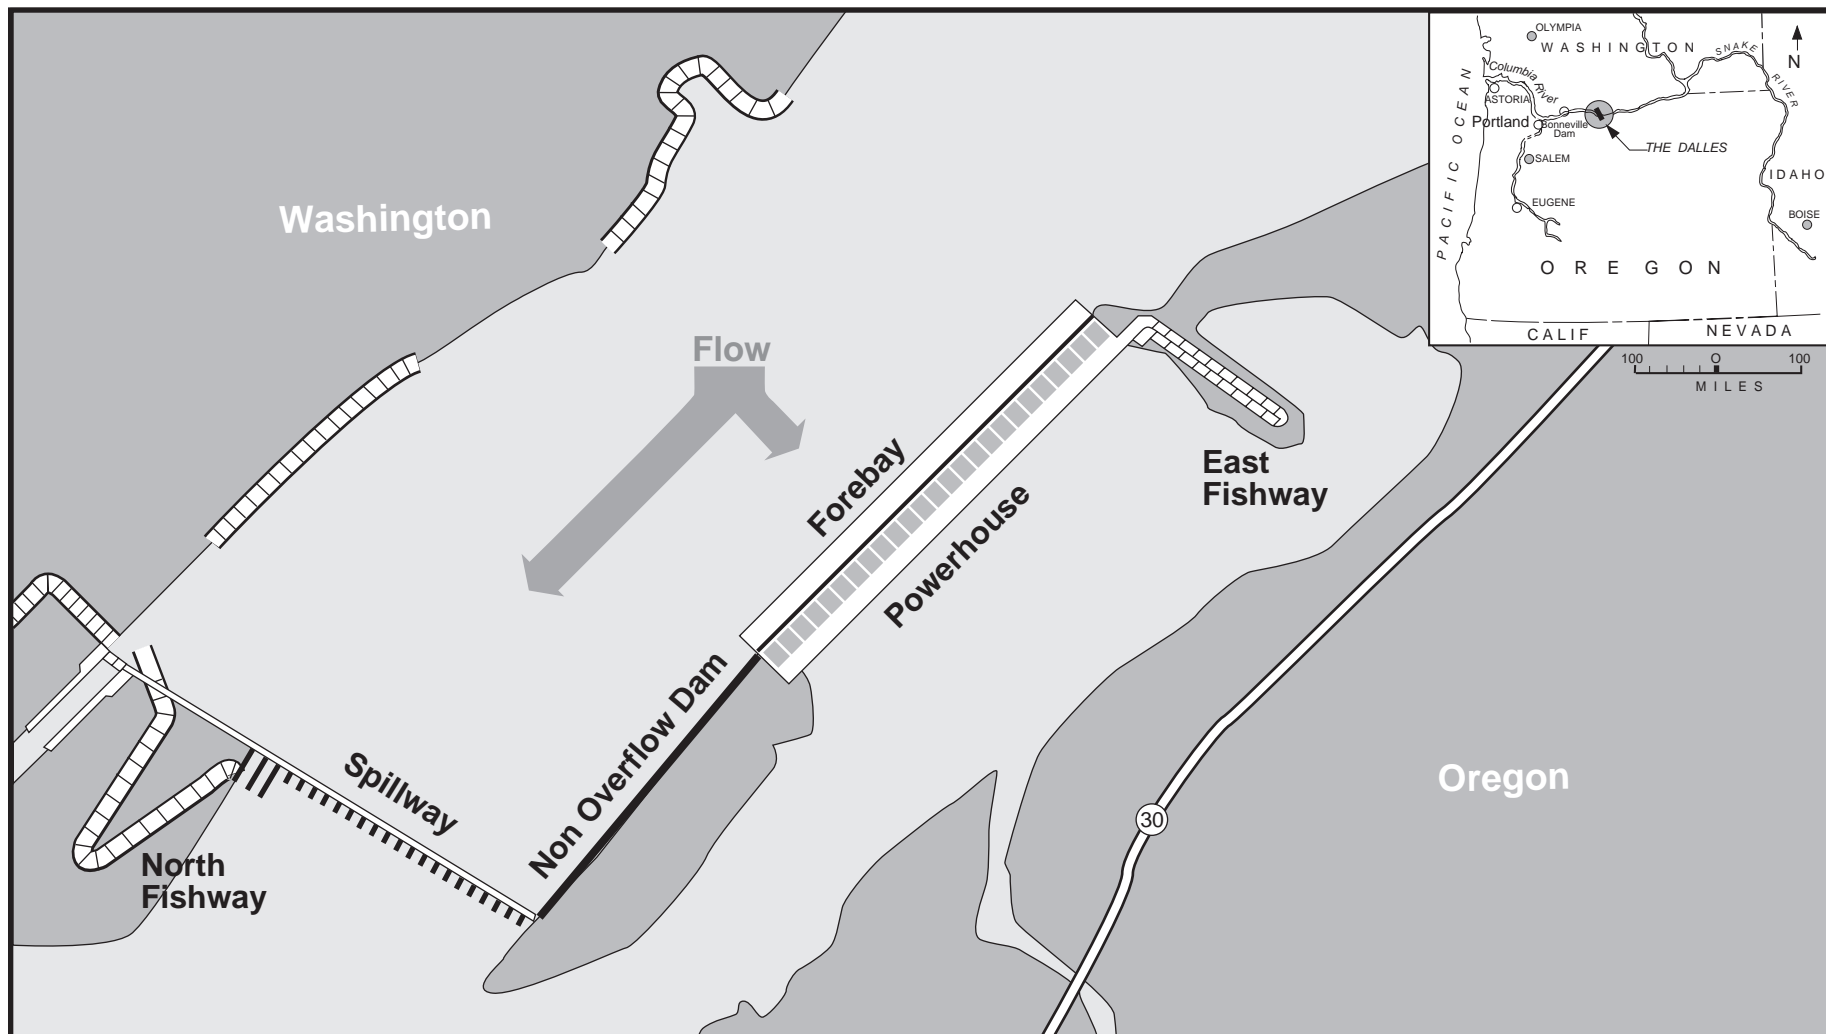 OLYMPIA
WASHINGTON
SNAKE
RIVER
N
Columbia
River
ASTORIA
Portland
Bonneville
Dam
THE DALLES
SALEM
IDAHO
EUGENE
BOISE
PACIFIC OCEAN
OREGON
CALIF
NEVADA
100
O
100
MILES
Washington
Flow
Forebay
Powerhouse
East
Fishway
Non Overflow Dam
Spillway
North
Fishway
Oregon
30